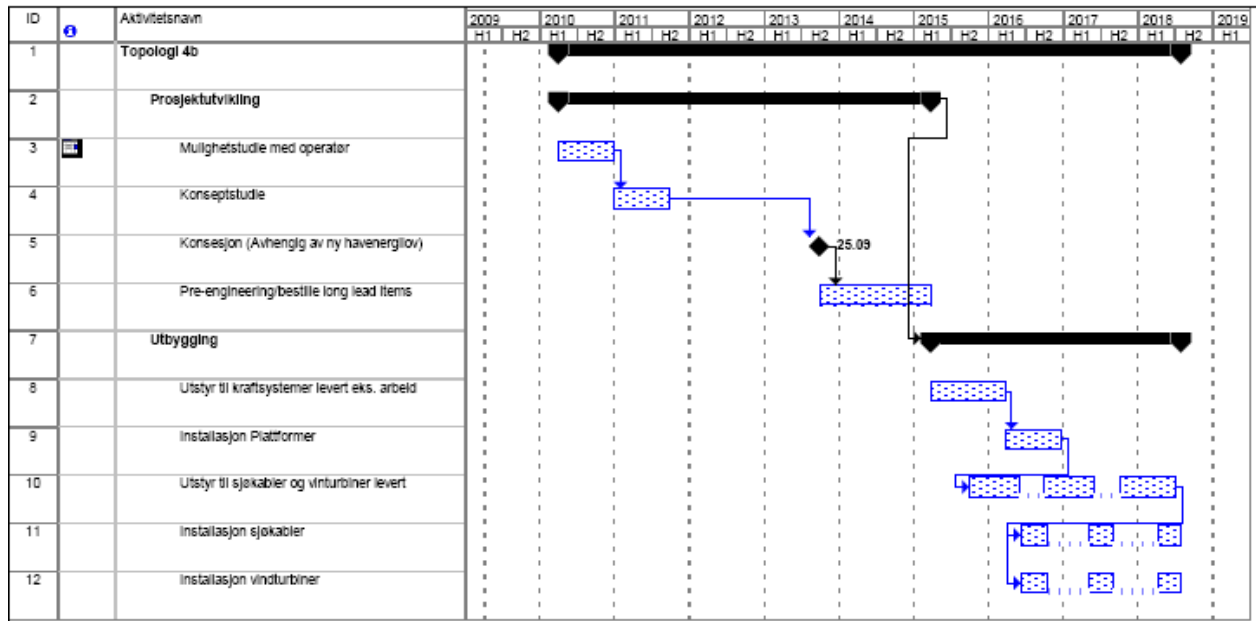 ID Aktivitetsnavn 2009 2010 2011 2012 2013 2014 2015 2016 2017 2018 2019
H1 H2 H1 H2 H1 H2 H1 H2 H1 H2 H1 H2 H1 H2 H1 H2 H1 H2 H1 H2 H1
1 Topologi 4b
2 Prosjektutvikling
3 Mulighetstudie med operatør
4 Konseptstudie
5 Konsesjon (Avhengig av ny havenergilov) 25.09
6 Pre-engineering/bestille long lead items
7 Utbygging
8 Utstyr til kraftsystemer levert eks. arbeid
9 Installasjon Plattformer
10 Utstyr til sjøkabler og vinturbiner levert
11 Installasjon sjøkabler
12 Installasjon vindturbiner